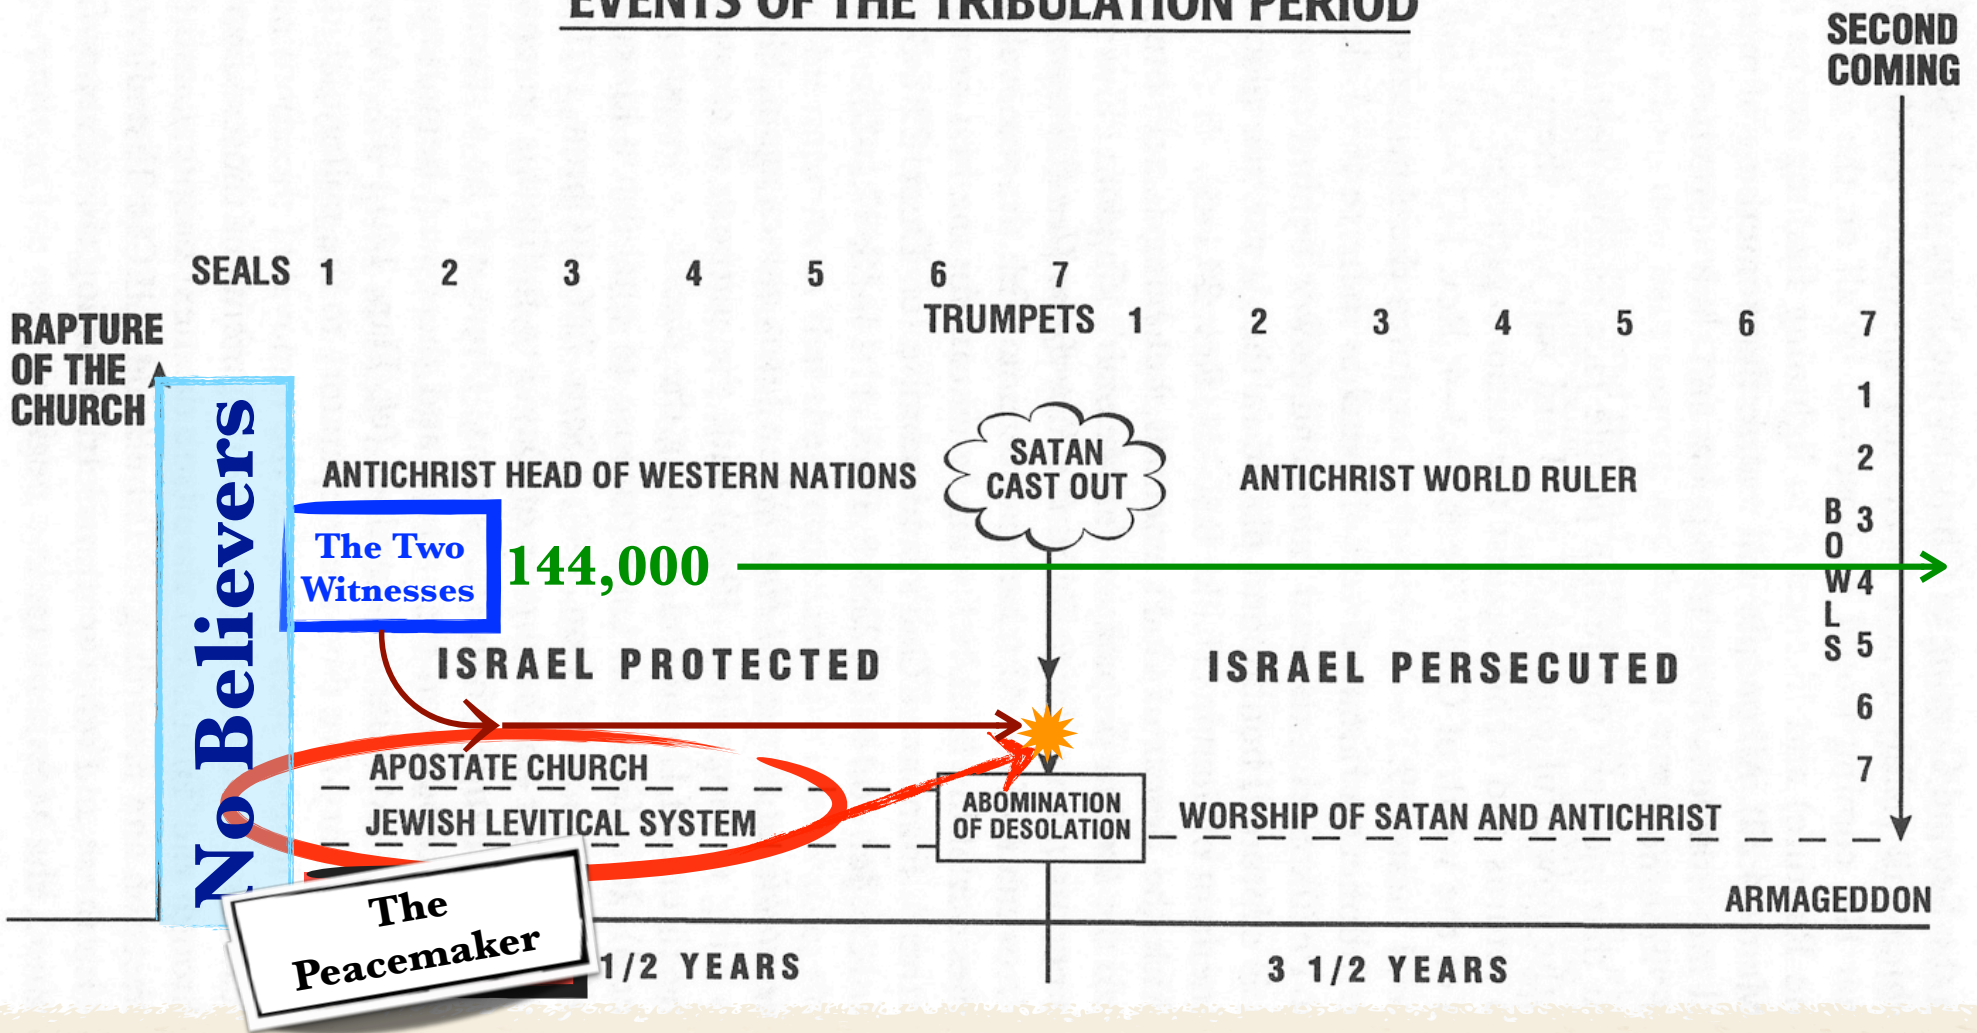 EVENTS OF THE TRIBULATION PERIOD
SECOND
COMING
SEALS 1 2 3 4 5 6 7
TRUMPETS 1 2 3 4 5 6 7
RAPTURE
OF THE
CHURCH
No Believers
ANTICHRIST HEAD OF WESTERN NATIONS
SATAN
CAST OUT
ANTICHRIST WORLD RULER
BOWLS
1
2
3
4
5
6
7
The Two
Witnesses
144,000
ISRAEL PROTECTED
ISRAEL PERSECUTED
APOSTATE CHURCH
JEWISH LEVITICAL SYSTEM
ABOMINATION
OF DESOLATION
WORSHIP OF SATAN AND ANTICHRIST
ARMAGEDDON
The
Peacemaker
1/2 YEARS
3 1/2 YEARS